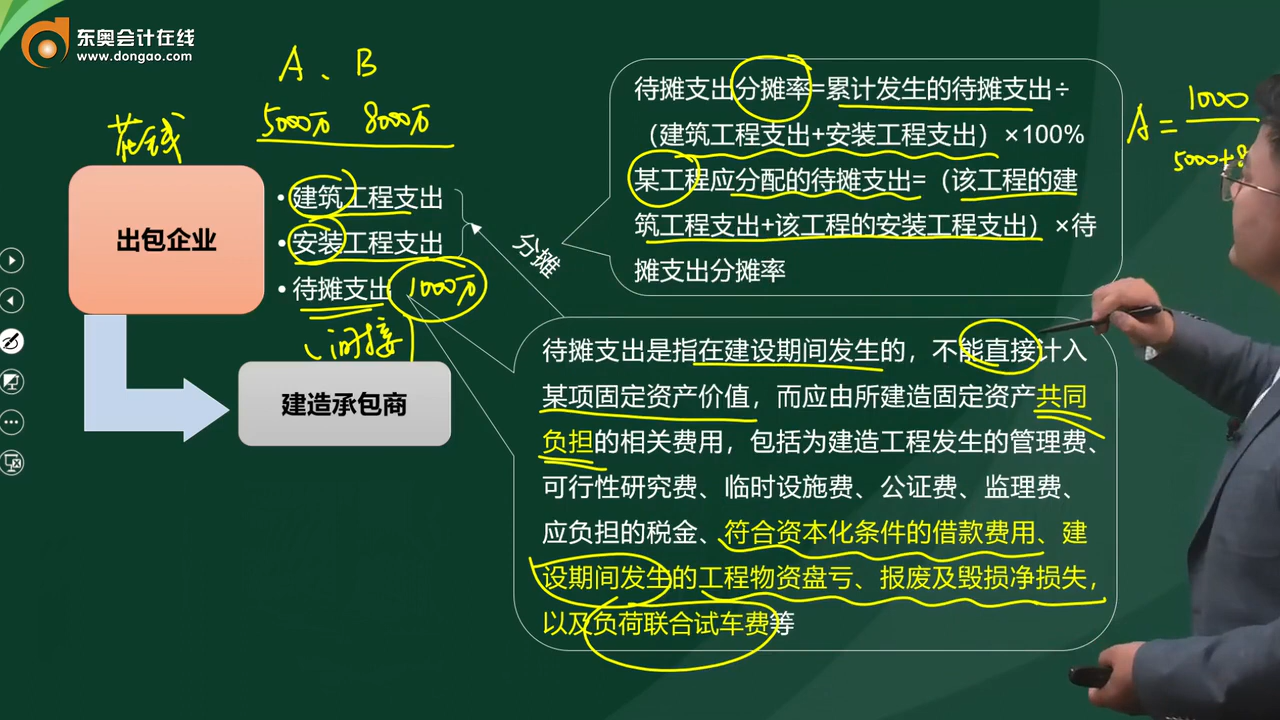 东奥会计在线
www.dongao.com
A、B
5000万 8000万
花钱
出包企业
• 建筑工程支出
• 安装工程支出
• 待摊支出 1000万
间接
建造承包商
分摊
待摊支出分摊率=累计发生的待摊支出÷
（建筑工程支出+安装工程支出）×100%
某工程应分配的待摊支出=（该工程的建
筑工程支出+该工程的安装工程支出）×待
摊支出分摊率
A=1000
5000+8
待摊支出是指在建设期间发生的，不能直接计入
某项固定资产价值，而应由所建造固定资产共同
负担的相关费用，包括为建造工程发生的管理费、
可行性研究费、临时设施费、公证费、监理费、
应负担的税金、符合资本化条件的借款费用、建
设期间发生的工程物资盘亏、报废及毁损净损失，
以及负荷联合试车费等